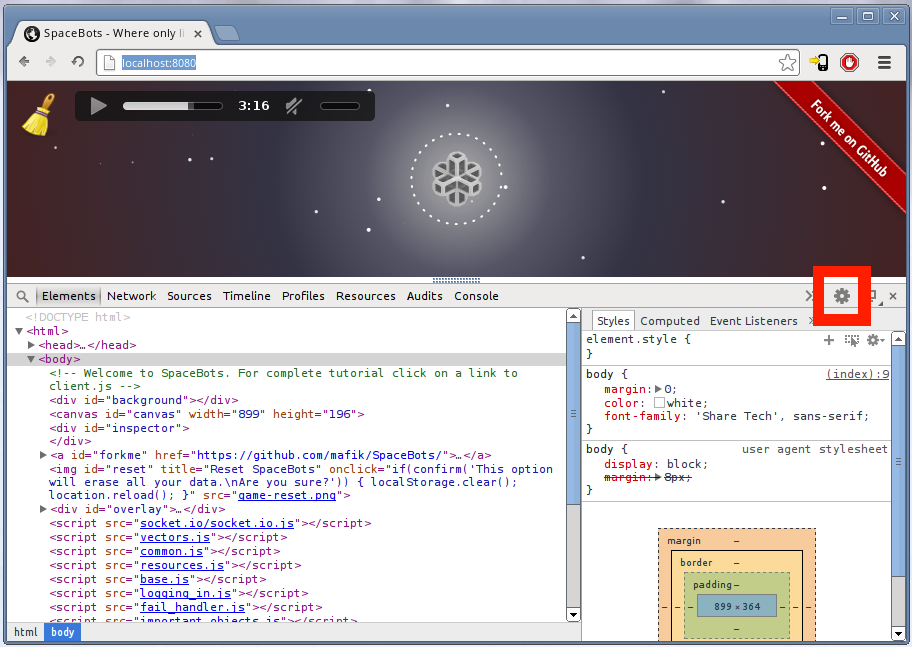 SpaceBots - Where only li
localhost:8080
3:16
Fork me on GitHub
Elements Network Sources Timeline Profiles Resources Audits Console
<!DOCTYPE html>
<html>
<head>…</head>
<body>
<!-- Welcome to SpaceBots. For complete tutorial click on a link to
client.js -->
<div id="background"></div>
<canvas id="canvas" width="899" height="196">
<div id="inspector">
</div>
<a id="forkme" href="https://github.com/mafik/SpaceBots/">…</a>
<img id="reset" title="Reset SpaceBots" onclick="if(confirm('This option
will erase all your data.\nAre you sure?')) { localStorage.clear();
location.reload(); }" src="game-reset.png">
<div id="overlay">…</div>
<script src="socket.io/socket.io.js"></script>
<script src="vectors.js"></script>
<script src="common.js"></script>
<script src="resources.js"></script>
<script src="base.js"></script>
<script src="logging_in.js"></script>
<script src="fail_handler.js"></script>
<script src="important_objects.js"></script>
html body
Styles Computed Event Listeners
element.style {
}
body { (index):9
margin: 0;
color: white;
font-family: 'Share Tech', sans-serif;
}
body { user agent stylesheet
display: block;
margin: 8px;
}
margin –
border –
padding –
– – – 899 × 364 – – –
–